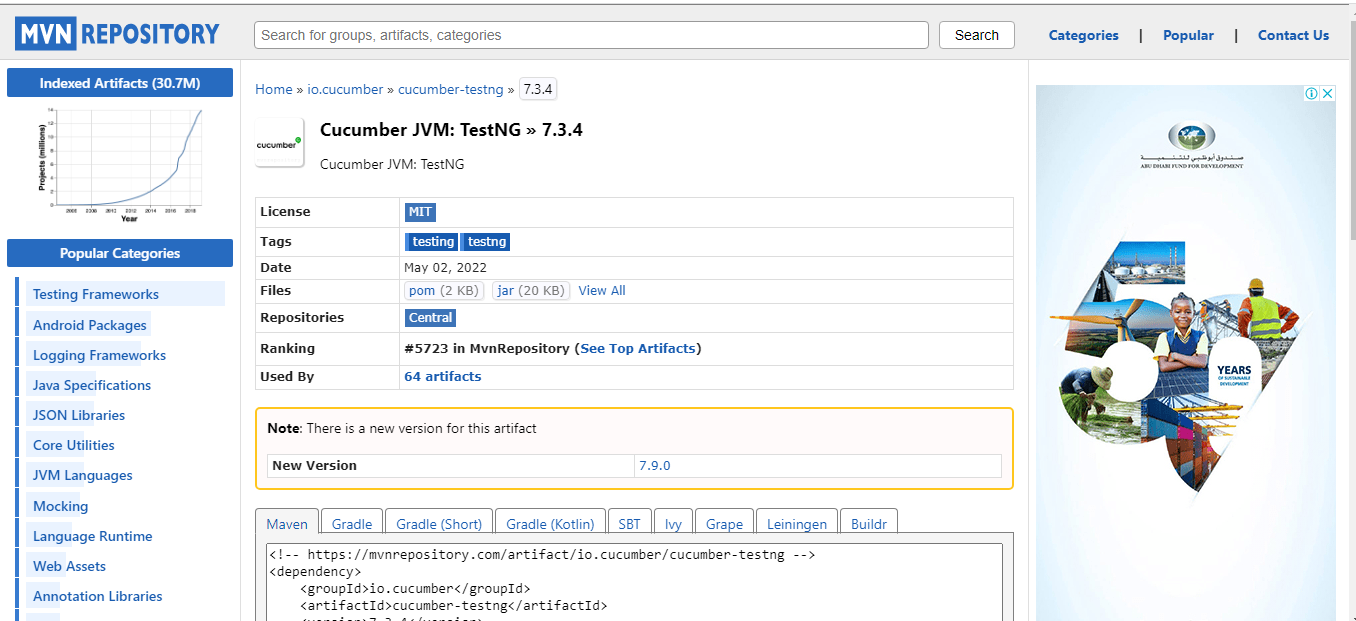 MVN REPOSITORY
Search for groups, artifacts, categories
Search
Categories | Popular | Contact Us
Indexed Artifacts (30.7M)
Projects (millions)
14
12
10
8
6
4
2
0
2006 2008 2010 2012 2014 2016 2018
Year
Popular Categories
Testing Frameworks
Android Packages
Logging Frameworks
Java Specifications
JSON Libraries
Core Utilities
JVM Languages
Mocking
Language Runtime
Web Assets
Annotation Libraries
Home » io.cucumber » cucumber-testng » 7.3.4
cucumber
Cucumber JVM: TestNG » 7.3.4
Cucumber JVM: TestNG
License MIT
Tags testing testng
Date May 02, 2022
Files pom (2 KB) jar (20 KB) View All
Repositories Central
Ranking #5723 in MvnRepository (See Top Artifacts)
Used By 64 artifacts
Note: There is a new version for this artifact
New Version 7.9.0
Maven Gradle Gradle (Short) Gradle (Kotlin) SBT Ivy Grape Leiningen Buildr
<!-- https://mvnrepository.com/artifact/io.cucumber/cucumber-testng -->
<dependency>
    <groupId>io.cucumber</groupId>
    <artifactId>cucumber-testng</artifactId>
    <version>7.3.4</version>
صندوق أبوظبي للتنمية
ABU DHABI FUND FOR DEVELOPMENT
50
YEARS
OF SUSTAINABLE
DEVELOPMENT